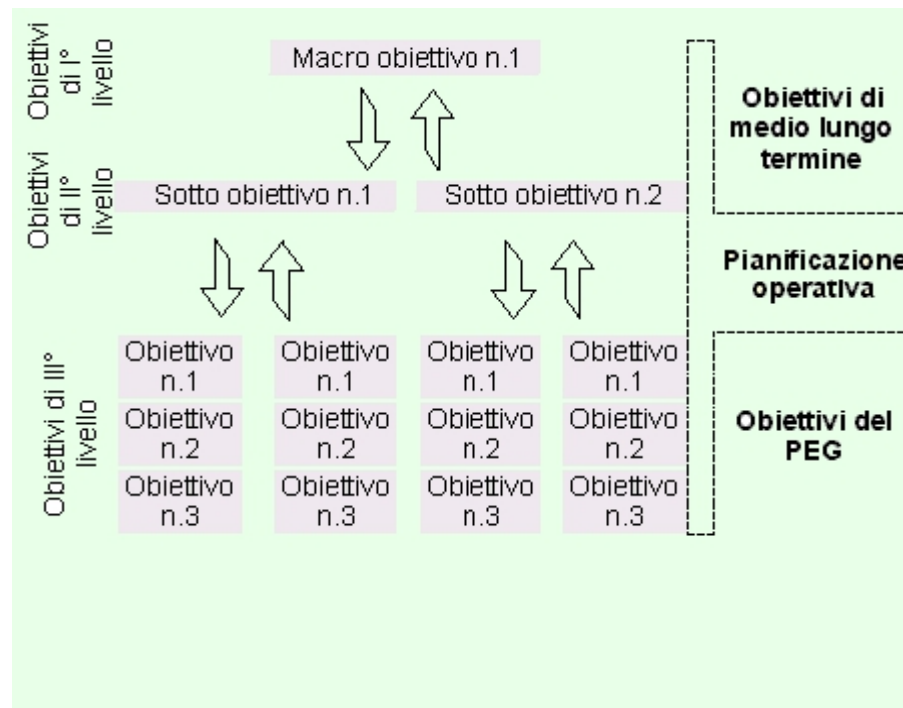 Obiettivi
di I°
livello
Macro obiettivo n.1
Obiettivi
di II°
livello
Sotto obiettivo n.1
Sotto obiettivo n.2
Obiettivi di III°
livello
Obiettivo
n.1
Obiettivo
n.1
Obiettivo
n.1
Obiettivo
n.1
Obiettivo
n.2
Obiettivo
n.2
Obiettivo
n.2
Obiettivo
n.2
Obiettivo
n.3
Obiettivo
n.3
Obiettivo
n.3
Obiettivo
n.3
Obiettivi di
medio lungo
termine
Pianificazione
operativa
Obiettivi del
PEG